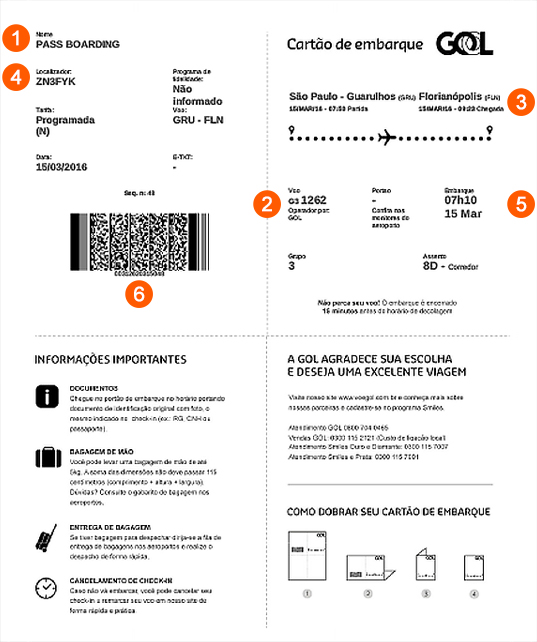 1
Nome
PASS BOARDING
4
Localizador:
ZN3FYK
Programa de
fidelidade:
Não
informado
Tarifa:
Programada
(N)
Voo:
GRU - FLN
Data:
15/03/2016
E-TKT:
-
Seq. n: 48
6
Cartão de embarque
GOL
São Paulo - Guarulhos (GRU) Florianópolis (FLN)
3
15/MAR/16 - 07:50 Partida
15/MAR/16 - 09:23 Chegada
2
Voo
G3 1262
Operador por:
GOL
Portao
-
Confira nos
monitores do
aeroporto
Embarque
07h10
15 Mar
5
Grupo
3
Assento
8D - Corredor
Não perca seu voo! O embarque é encerrado
15 minutos antes do horário de decolagem
INFORMAÇÕES IMPORTANTES
DOCUMENTOS
Chegue no portão de embarque no horário portando
documento de identificação original com foto, o
mesmo indicado no check-in (ex.: RG, CNH ou
passaporte).
BAGAGEM DE MÃO
Você pode levar uma bagagem de mão de até
5kg. A soma das dimensões não deve passar 115
centímetros (comprimento + altura + largura).
Dúvidas? Consulte o gabarito de bagagem nos
aeroportos.
ENTREGA DE BAGAGEM
Se tiver bagagem para despachar dirija-se a fila de
entrega de bagagens nos aeroportos e realize o
despacho de forma rápida.
CANCELAMENTO DE CHECK-IN
Caso não vá embarcar, você pode cancelar seu
check-in e remarcar seu voo em nosso site de
forma rápida e prática.
A GOL AGRADECE SUA ESCOLHA
E DESEJA UMA EXCELENTE VIAGEM
Visite nosso site www.voegol.com.br e conheça mais sobre
nossas parcerias e cadastre-se no programa Smiles.
Atendimento GOL 0800 704 0465
Vendas GOL: 0300 115 2121 (Custo de ligação local)
Atendimento Smiles Ouro e Diamante: 0300 115 7007
Atendimento Smiles e Prata: 0300 115 7001
COMO DOBRAR SEU CARTÃO DE EMBARQUE
1
2
3
4